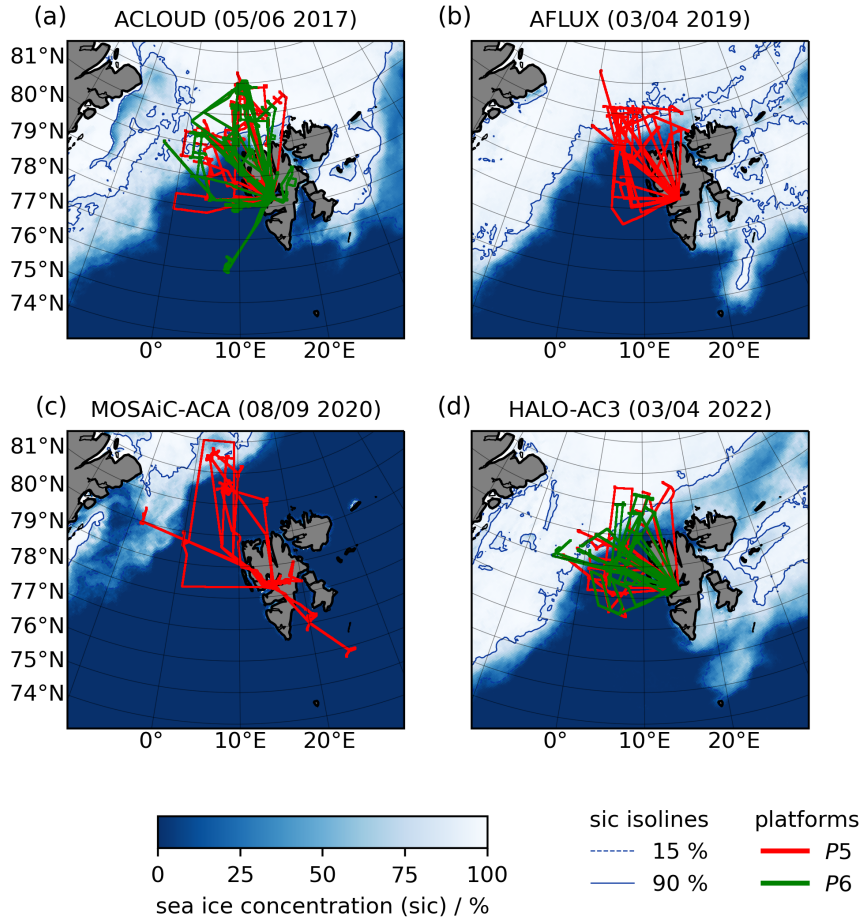 (a) ACLOUD (05/06 2017)
81°N
80°N
79°N
78°N
77°N
76°N
75°N
74°N
0° 10°E 20°E
(b) AFLUX (03/04 2019)
0° 10°E 20°E
(c) MOSAiC-ACA (08/09 2020)
81°N
80°N
79°N
78°N
77°N
76°N
75°N
74°N
0° 10°E 20°E
(d) HALO-AC3 (03/04 2022)
0° 10°E 20°E
0 25 50 75 100
sea ice concentration (sic) / %
sic isolines
15 %
90 %
platforms
P5
P6